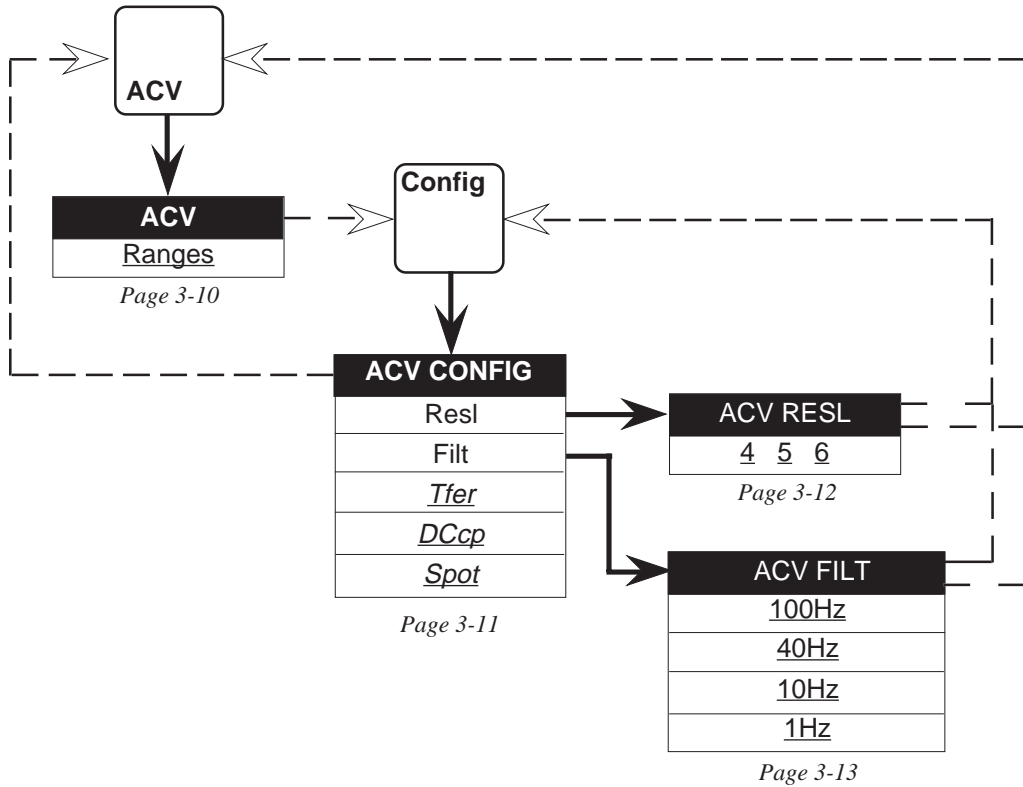 ACV
ACV
Ranges
Page 3-10
Config
ACV CONFIG
Resl
Filt
Tfer
DCcp
Spot
Page 3-11
ACV RESL
4 5 6
Page 3-12
ACV FILT
100Hz
40Hz
10Hz
1Hz
Page 3-13